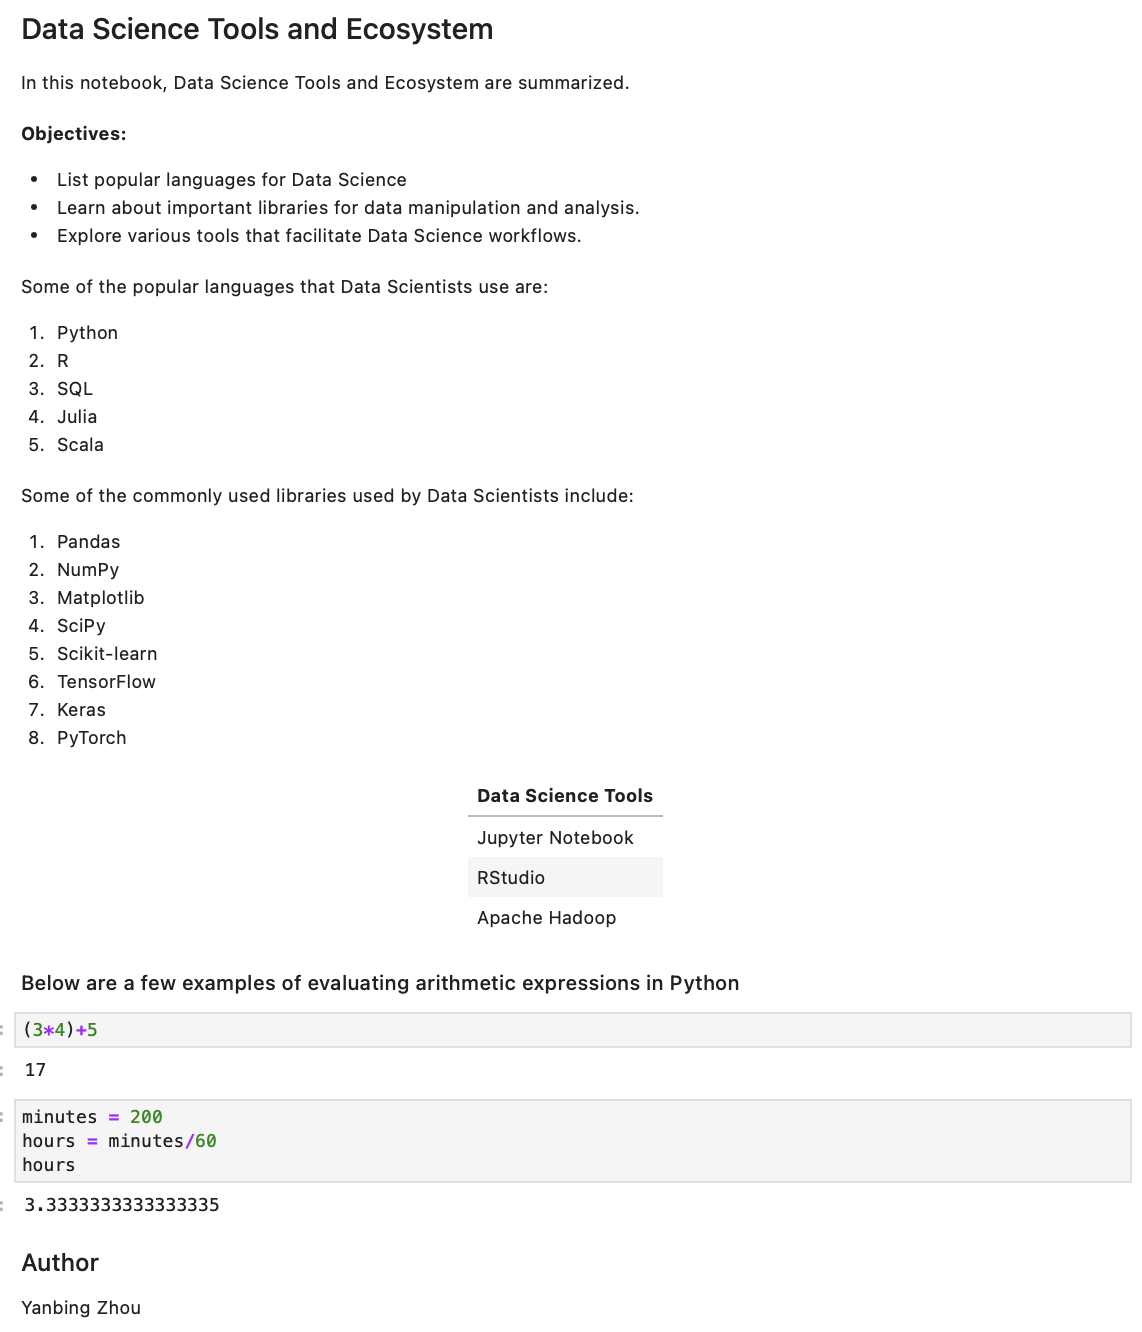 Data Science Tools and Ecosystem
In this notebook, Data Science Tools and Ecosystem are summarized.
Objectives:
• List popular languages for Data Science
• Learn about important libraries for data manipulation and analysis.
• Explore various tools that facilitate Data Science workflows.
Some of the popular languages that Data Scientists use are:
1. Python
2. R
3. SQL
4. Julia
5. Scala
Some of the commonly used libraries used by Data Scientists include:
1. Pandas
2. NumPy
3. Matplotlib
4. SciPy
5. Scikit-learn
6. TensorFlow
7. Keras
8. PyTorch
Data Science Tools
Jupyter Notebook
RStudio
Apache Hadoop
Below are a few examples of evaluating arithmetic expressions in Python
(3*4)+5
17
minutes = 200
hours = minutes/60
hours
3.3333333333333335
Author
Yanbing Zhou